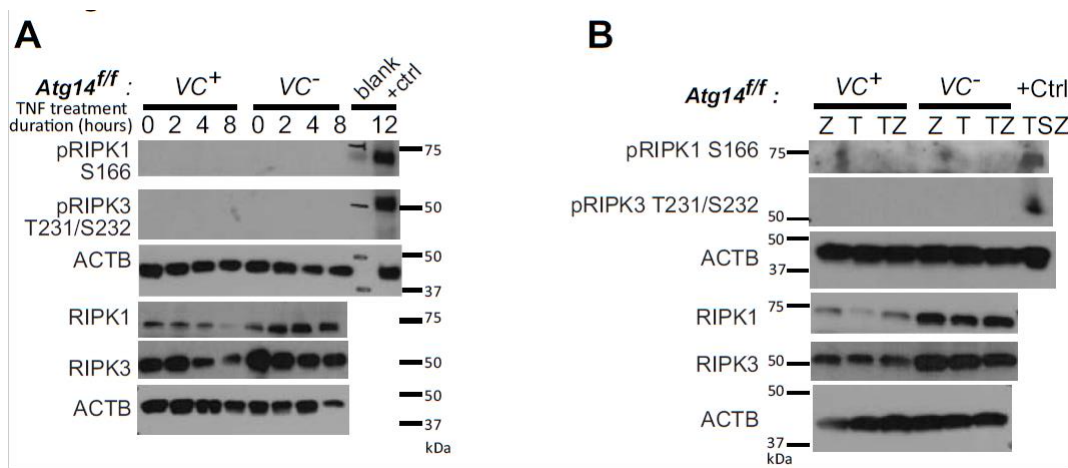 A
Atg14f/f :
VC+
VC-
blank
+ctrl
TNF treatment
duration (hours)
0 2 4 8 0 2 4 8 12
pRIPK1
S166
75
pRIPK3
T231/S232
50
ACTB
50
37
RIPK1
75
RIPK3
50
ACTB
50
37
kDa
B
Atg14f/f :
VC+
VC-
+Ctrl
Z T TZ Z T TZ TSZ
pRIPK1 S166
75
pRIPK3 T231/S232
50
ACTB
50
37
RIPK1
75
RIPK3
50
ACTB
50
37
kDa